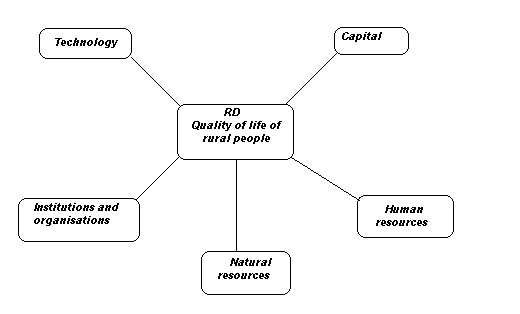 Technology
Capital
RD
Quality of life of
rural people
Institutions and
organisations
Human
resources
Natural
resources